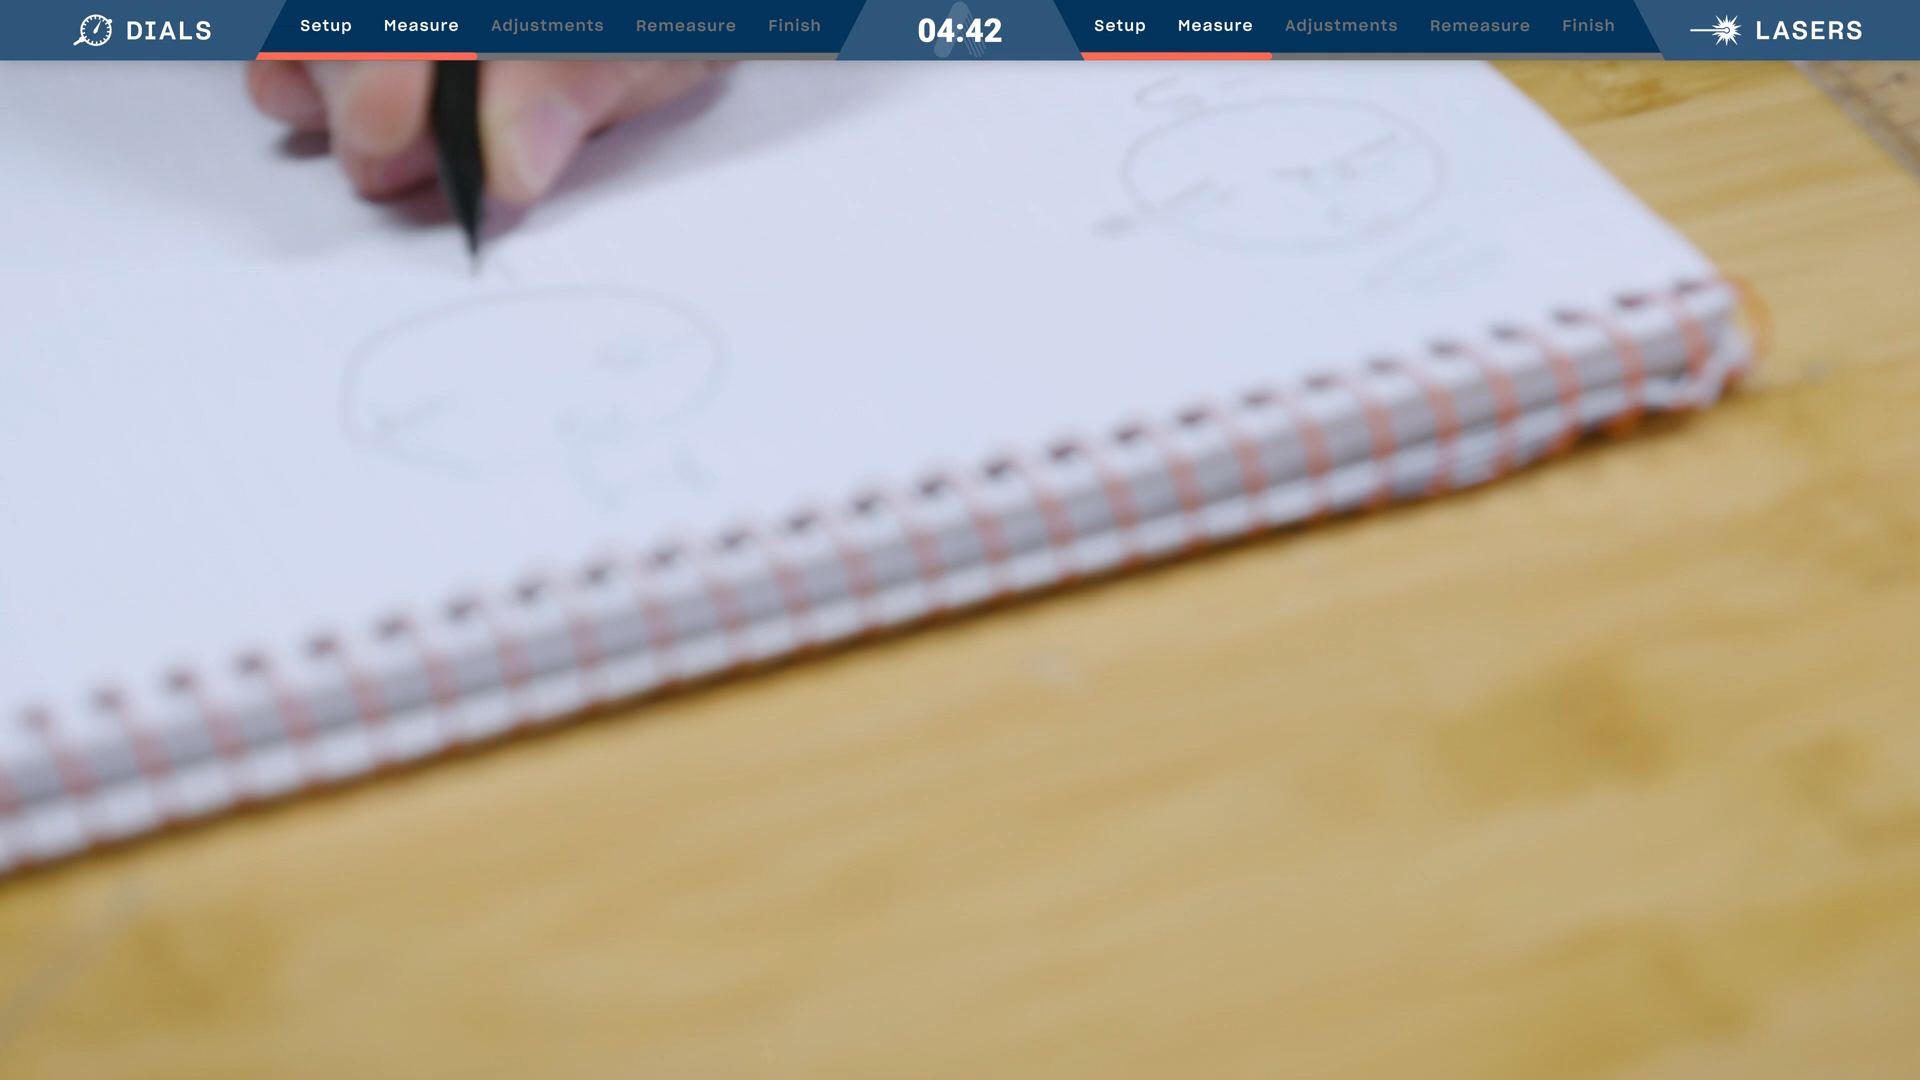 DIALS
Setup Measure Adjustments Remeasure Finish
04:42
Setup Measure Adjustments Remeasure Finish
LASERS